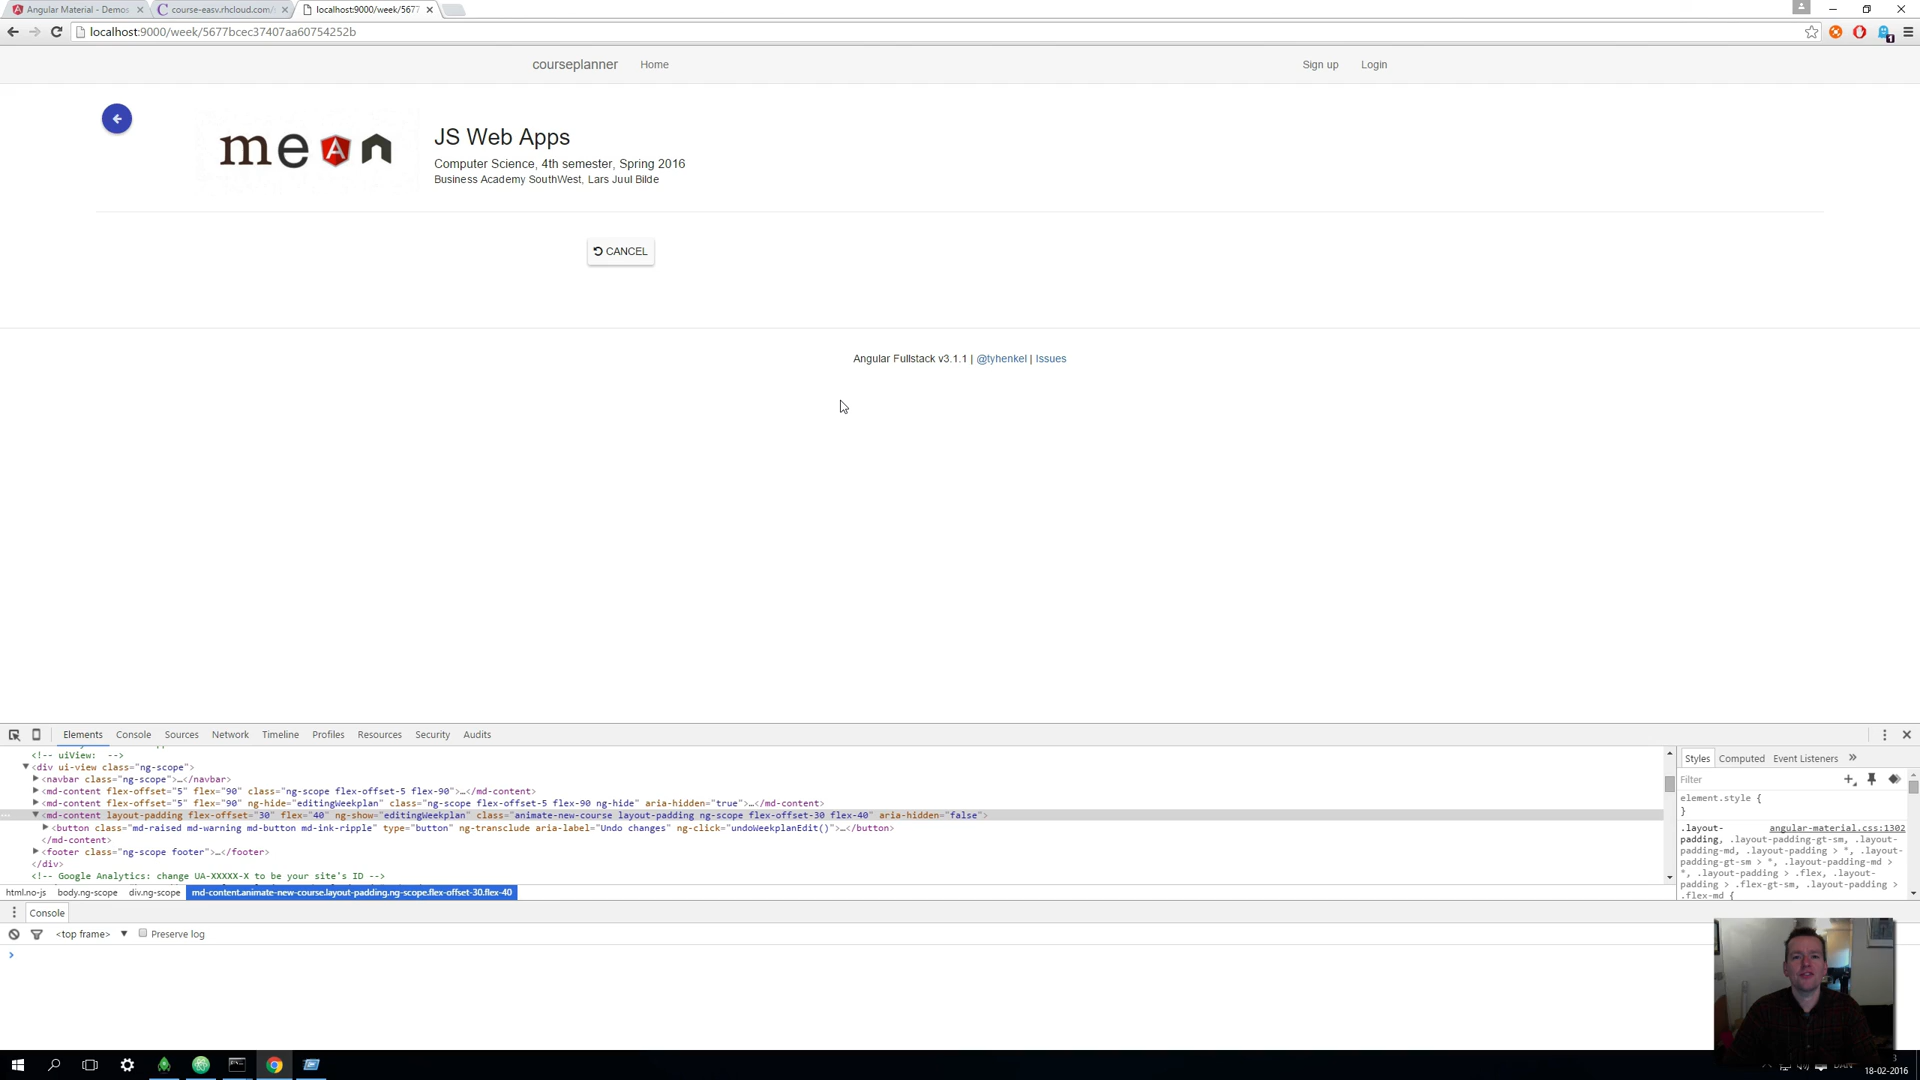 Angular Material - Demos
course-easv.rhcloud.com/
localhost:9000/week/5677
localhost:9000/week/5677bcec37407aa60754252b
courseplanner
Home
Sign up
Login
mean
JS Web Apps
Computer Science, 4th semester, Spring 2016
Business Academy SouthWest, Lars Juul Bilde
CANCEL
Angular Fullstack v3.1.1 | @tyhenkel | Issues
Elements Console Sources Network Timeline Profiles Resources Security Audits
<!-- uiView:  -->
<div ui-view class="ng-scope">
<navbar class="ng-scope">…</navbar>
<md-content flex-offset="5" flex="90" class="ng-scope flex-offset-5 flex-90">…</md-content>
<md-content flex-offset="5" flex="90" ng-hide="editingWeekplan" class="ng-scope flex-offset-5 flex-90 ng-hide" aria-hidden="true">…</md-content>
<md-content layout-padding flex-offset="30" flex="40" ng-show="editingWeekplan" class="animate-new-course layout-padding ng-scope flex-offset-30 flex-40" aria-hidden="false">
<button class="md-raised md-warning md-button md-ink-ripple" type="button" ng-transclude aria-label="Undo changes" ng-click="undoWeekplanEdit()">…</button>
</md-content>
<footer class="ng-scope footer">…</footer>
</div>
<!-- Google Analytics: change UA-XXXXX-X to be your site's ID -->
html.no-js body.ng-scope div.ng-scope md-content.animate-new-course.layout-padding.ng-scope.flex-offset-30.flex-40
Styles Computed Event Listeners »
Filter
element.style {
}
.layout- angular-material.css:1302
padding, .layout-padding-gt-sm, .layout-
padding-md, .layout-padding > *, .layout-
padding-gt-sm > *, .layout-padding-md >
*, .layout-padding > .flex, .layout-
padding > .flex-gt-sm, .layout-padding >
.flex-md {
Console
<top frame>
Preserve log
18-02-2016